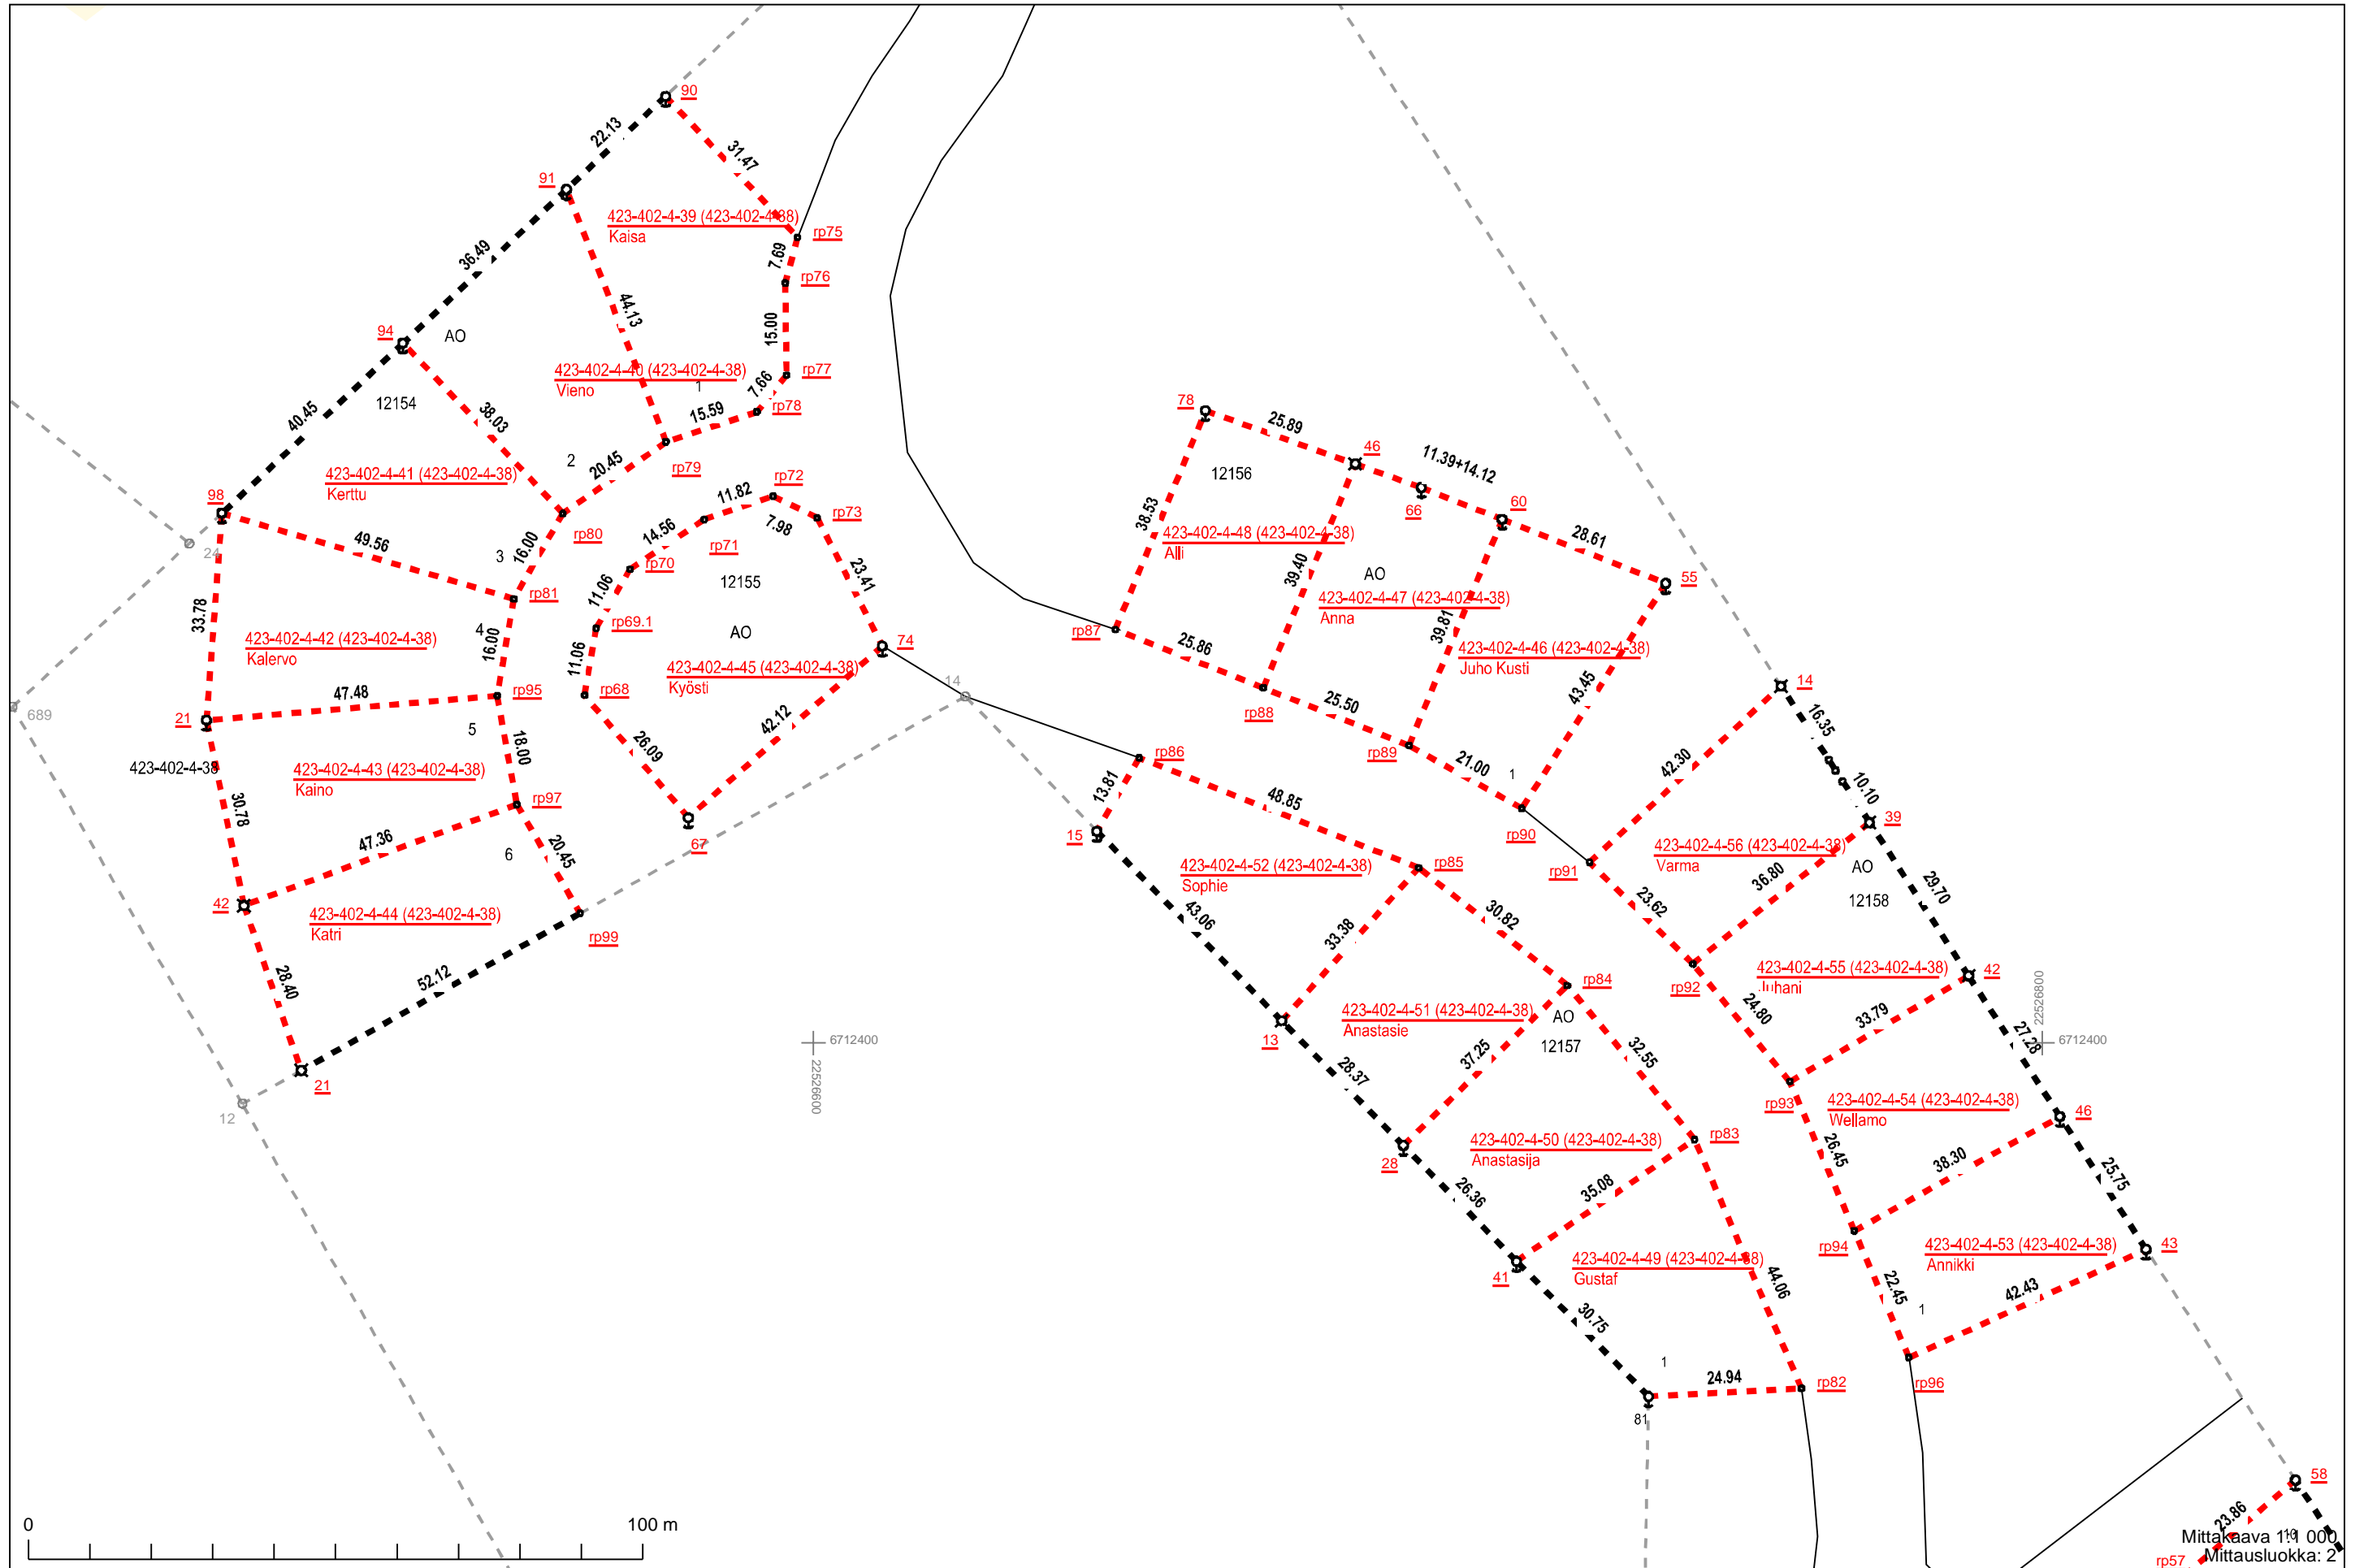 90
22.13
31.47
91
423-402-4-39 (423-402-4-38)
Kaisa
rp75
7.69
rp76
36.49
44.13
15.00
94
AO
423-402-4-40 (423-402-4-38)
Vieno
1
rp77
7.66
rp78
12154
15.59
40.45
38.03
2
20.45
rp79
423-402-4-41 (423-402-4-38)
Kerttu
98
24
49.56
3
16.00
rp80
11.82
rp72
7.98
rp73
14.56
rp71
rp70
12155
23.41
11.06
rp81
rp69.1
AO
33.78
423-402-4-42 (423-402-4-38)
Kalervo
4
16.00
11.06
423-402-4-45 (423-402-4-38)
Kyösti
74
14
47.48
rp95
rp68
689
21
5
42.12
423-402-4-38
423-402-4-43 (423-402-4-38)
Kaino
18.00
26.09
30.78
rp97
67
47.36
6
20.45
42
423-402-4-44 (423-402-4-38)
Katri
rp99
28.40
52.12
21
12
6712400
22526600
78
25.89
46
11.39+14.12
12156
66
60
28.61
38.53
423-402-4-48 (423-402-4-38)
Alli
39.40
AO
55
423-402-4-47 (423-402-4-38)
Anna
39.81
rp87
25.86
423-402-4-46 (423-402-4-38)
Juho Kusti
43.45
14
rp88
25.50
16.35
rp86
rp89
21.00
1
42.30
13.81
48.85
10.10
15
rp90
39
423-402-4-52 (423-402-4-38)
Sophie
rp85
rp91
423-402-4-56 (423-402-4-38)
Varma
AO
36.80
29.70
12158
43.06
33.38
30.82
23.62
423-402-4-55 (423-402-4-38)
Juhani
42
rp84
rp92
22526800
423-402-4-51 (423-402-4-38)
Anastasie
AO
24.80
33.79
13
12157
32.55
27.28
6712400
37.25
28.37
rp93
423-402-4-54 (423-402-4-38)
Wellamo
46
423-402-4-50 (423-402-4-38)
Anastasija
rp83
26.45
28
38.30
25.75
26.36
35.08
rp94
423-402-4-53 (423-402-4-38)
Annikki
43
423-402-4-49 (423-402-4-38)
Gustaf
41
44.06
22.45
42.43
1
30.75
1
24.94
rp82
rp96
81
58
23.86
10
rp57
0
100 m
Mittakaava 1:1 000
Mittausluokka: 2